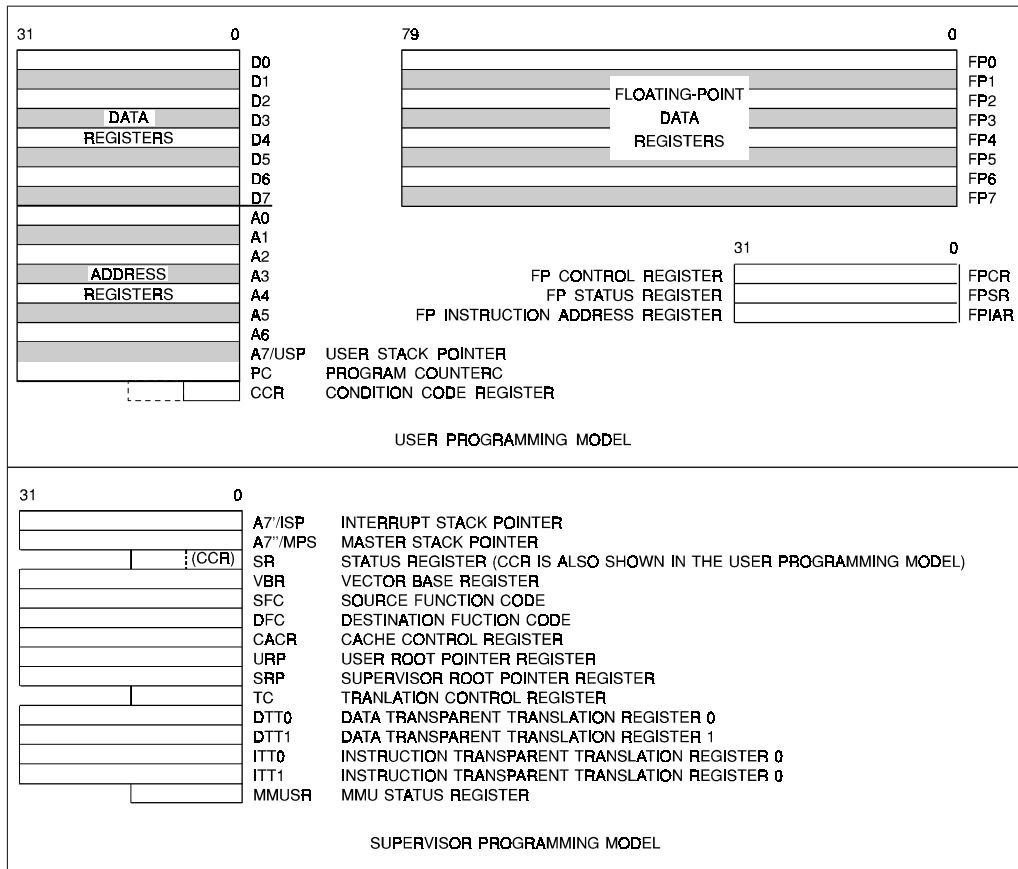 31 0
D0
D1
D2
D3
D4
D5
D6
D7
DATA
REGISTERS
A0
A1
A2
A3
A4
A5
A6
ADDRESS
REGISTERS
A7/USP USER STACK POINTER
PC PROGRAM COUNTERC
CCR CONDITION CODE REGISTER
79 0
FP0
FP1
FP2
FP3
FP4
FP5
FP6
FP7
FLOATING-POINT
DATA
REGISTERS
31 0
FP CONTROL REGISTER FPCR
FP STATUS REGISTER FPSR
FP INSTRUCTION ADDRESS REGISTER FPIAR
USER PROGRAMMING MODEL
31 0
A7'/ISP INTERRUPT STACK POINTER
A7"/MPS MASTER STACK POINTER
(CCR) SR STATUS REGISTER (CCR IS ALSO SHOWN IN THE USER PROGRAMMING MODEL)
VBR VECTOR BASE REGISTER
SFC SOURCE FUNCTION CODE
DFC DESTINATION FUCTION CODE
CACR CACHE CONTROL REGISTER
URP USER ROOT POINTER REGISTER
SRP SUPERVISOR ROOT POINTER REGISTER
TC TRANLATION CONTROL REGISTER
DTT0 DATA TRANSPARENT TRANSLATION REGISTER 0
DTT1 DATA TRANSPARENT TRANSLATION REGISTER 1
ITT0 INSTRUCTION TRANSPARENT TRANSLATION REGISTER 0
ITT1 INSTRUCTION TRANSPARENT TRANSLATION REGISTER 0
MMUSR MMU STATUS REGISTER
SUPERVISOR PROGRAMMING MODEL